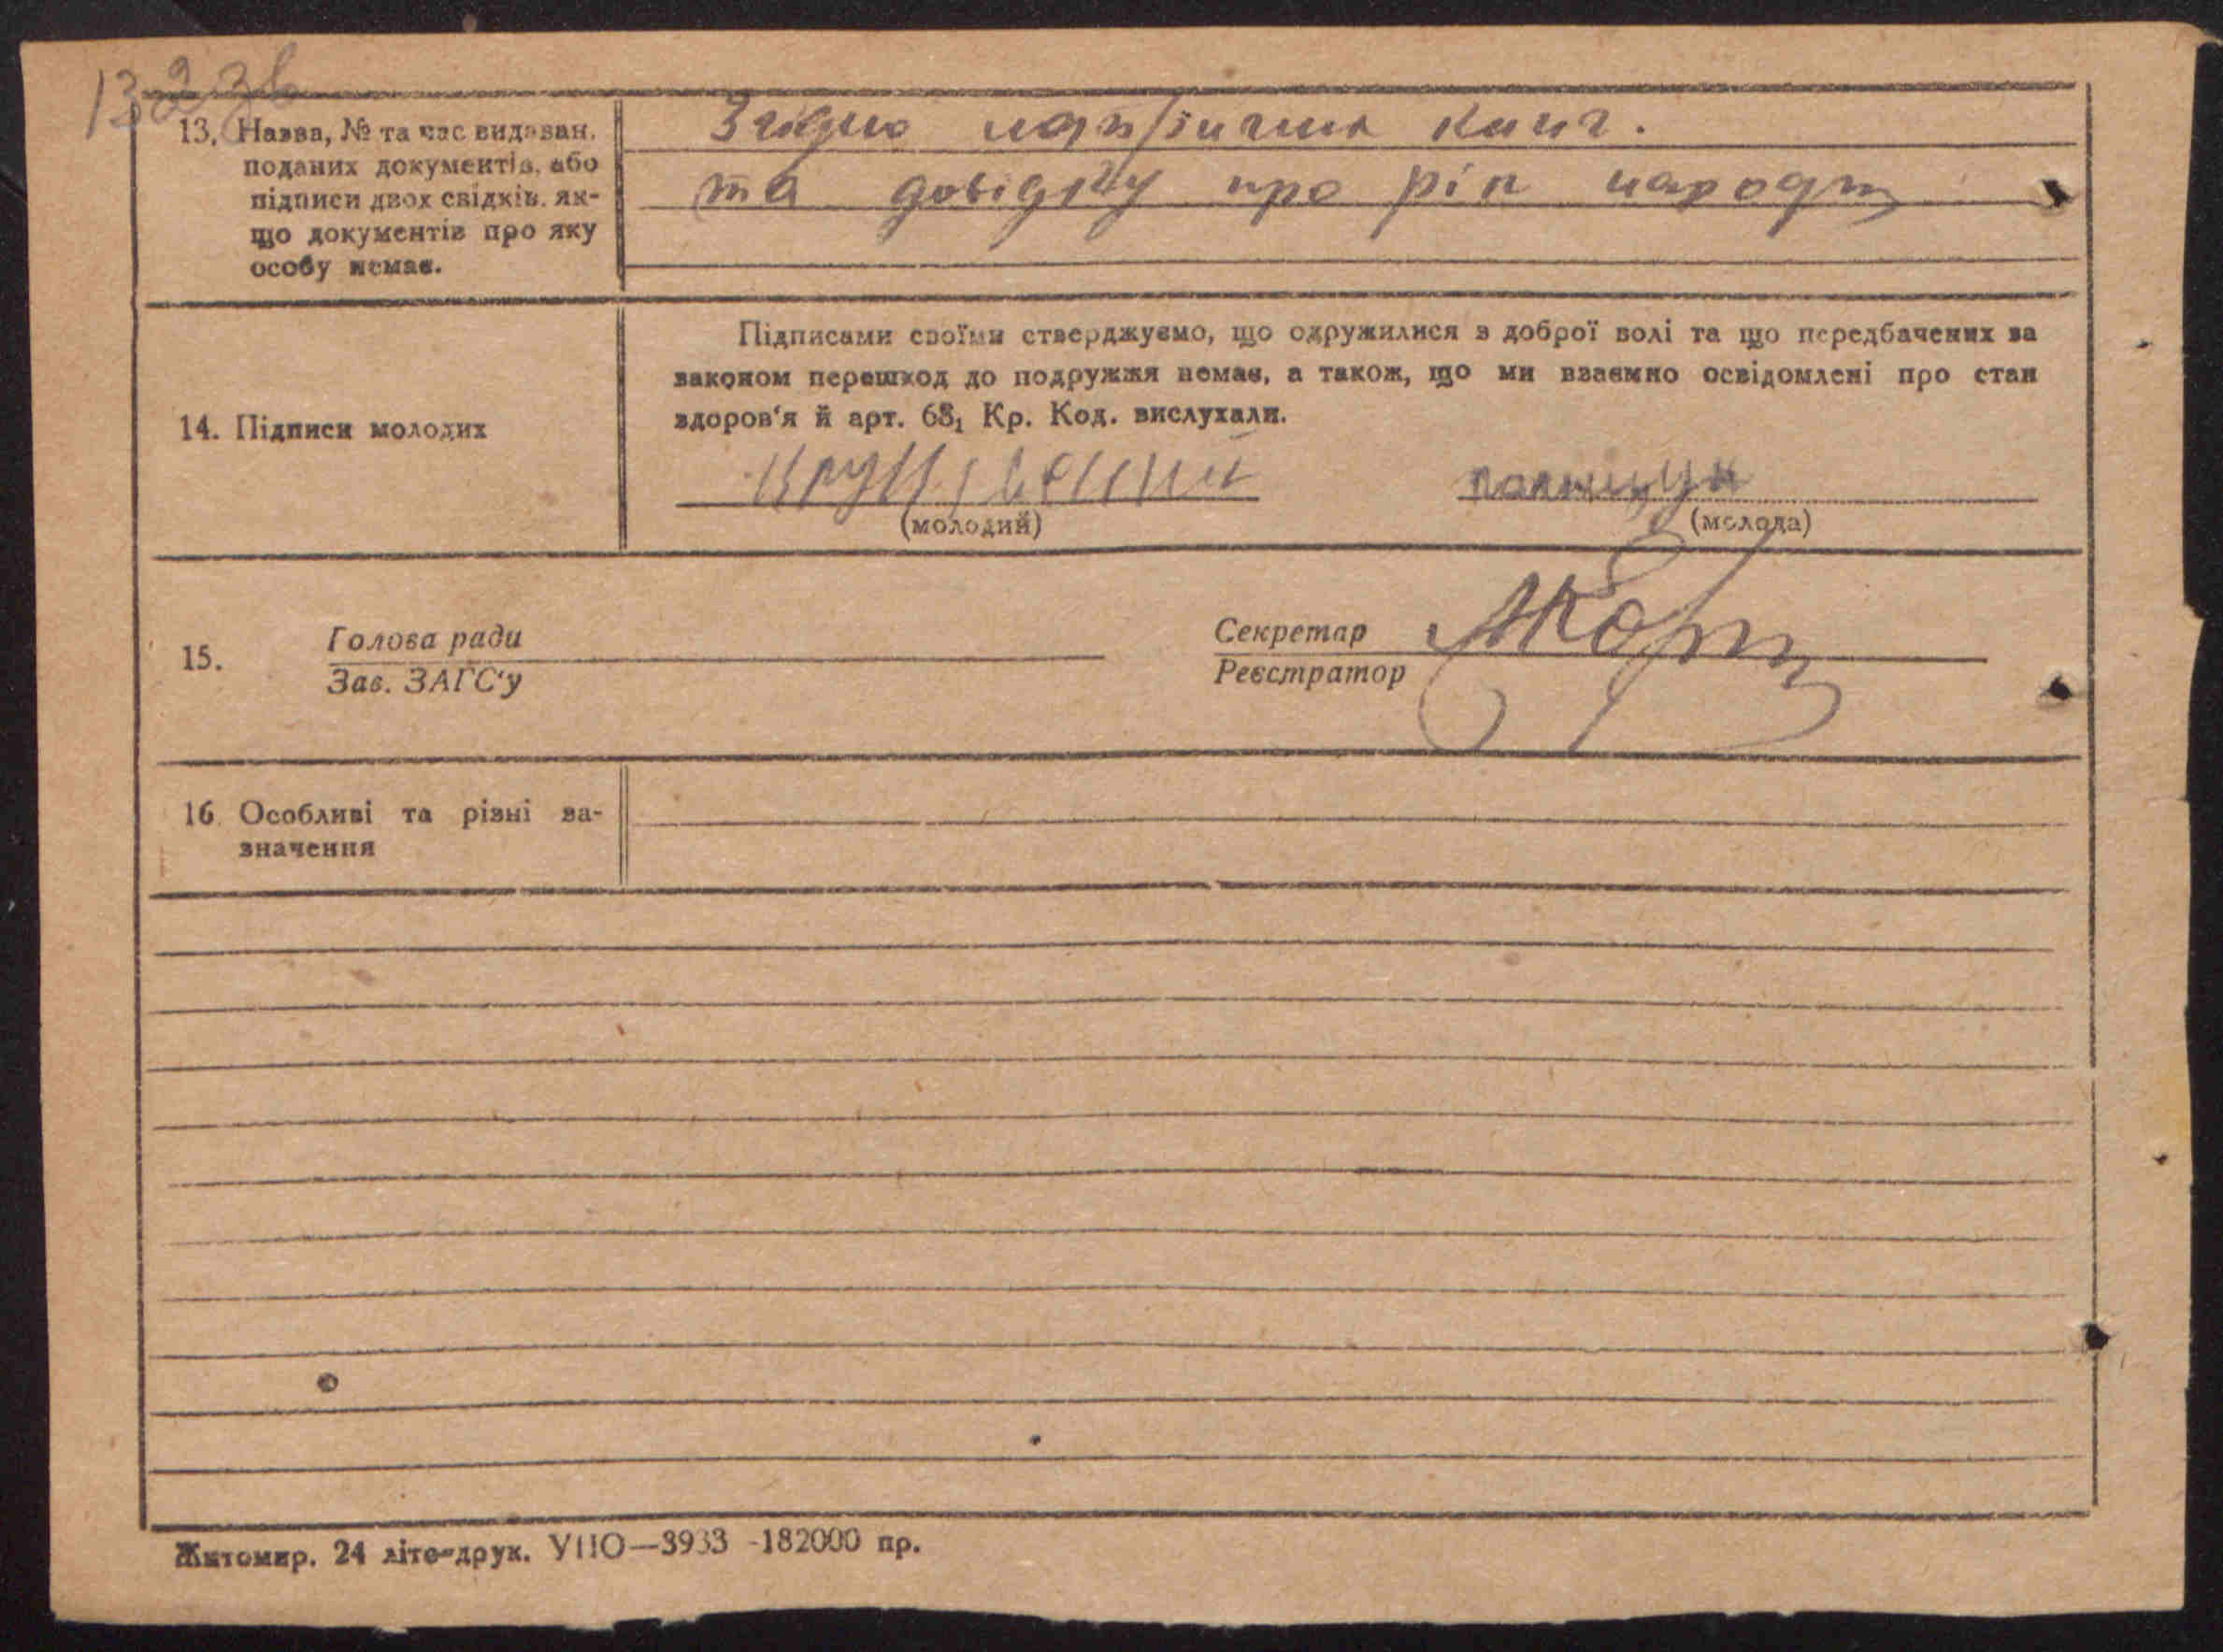 13. Назва, № та час видаван.
поданих документів, або
підписи двох свідків, як-
що документів про яку
особу немає.
Згідно книг.
та довідку про рік народж
14. Підписи молодих
Підписами своїми стверджуємо, що одружилися з доброї волі та що передбачених за
законом перешкод до подружжя немає, а також, що ми взаємно освідомлені про стан
здоров'я й арт. 68₁ Кр. Код. вислухали.
(молодий) (молода)
15. Голова ради Секретар
Зав. ЗАГС'у Реєстратор
16 Особливі та різні за-
значення
Житомир. 24 літо-друк. УПО—3933 -182000 пр.